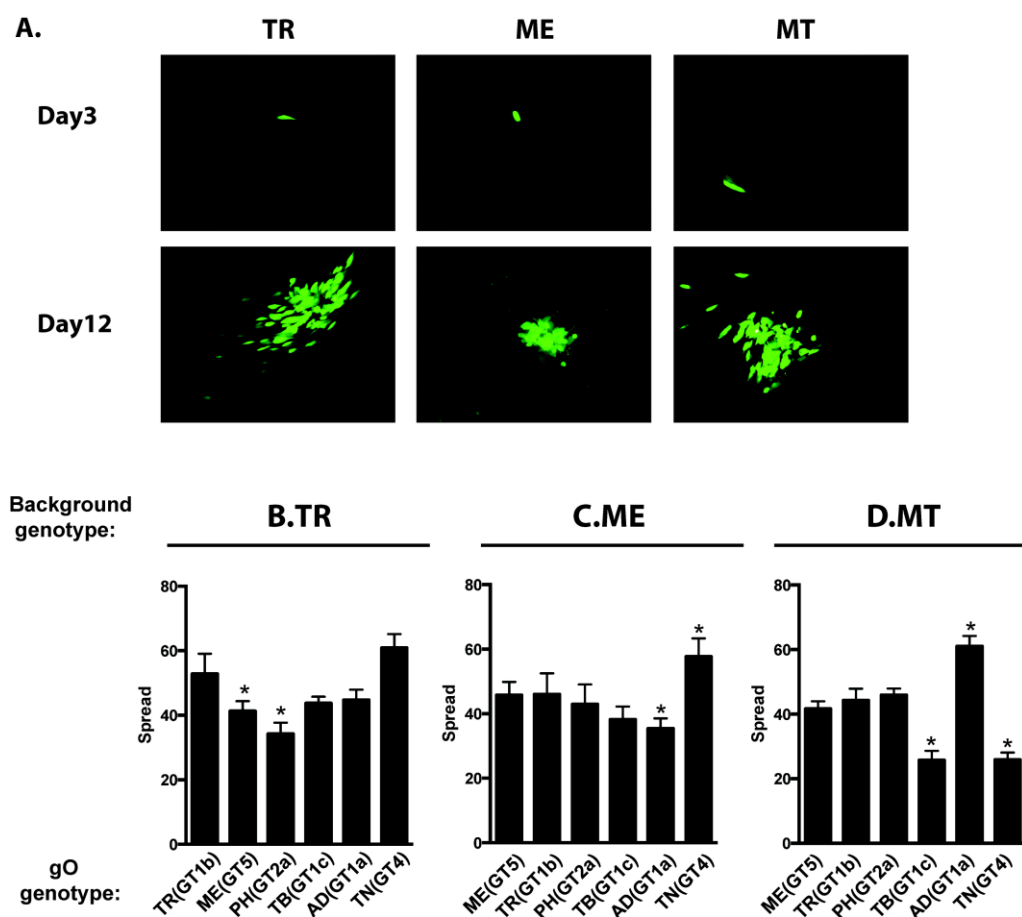 A.
TR ME MT
Day3
Day12
Background
genotype:
B.TR C.ME D.MT
80
60
40
20
0
Spread
*
*
TR(GT1b) ME(GT5) PH(GT2a) TB(GT1c) AD(GT1a) TN(GT4)
80
60
40
20
0
Spread
*
*
ME(GT5) TR(GT1b) PH(GT2a) TB(GT1c) AD(GT1a) TN(GT4)
80
60
40
20
0
Spread
*
*
*
ME(GT5) TR(GT1b) PH(GT2a) TB(GT1c) AD(GT1a) TN(GT4)
gO
genotype: